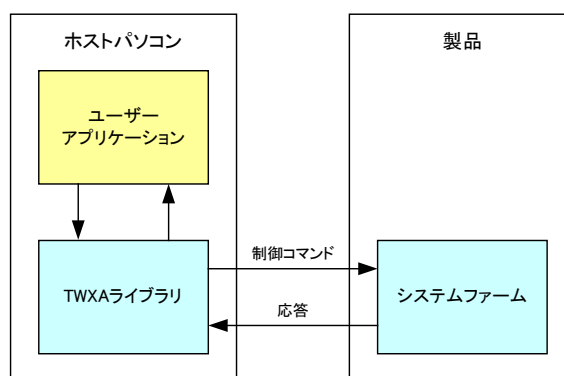 ホストパソコン
製品
ユーザー
アプリケーション
制御コマンド
TWXAライブラリ
システムファーム
応答